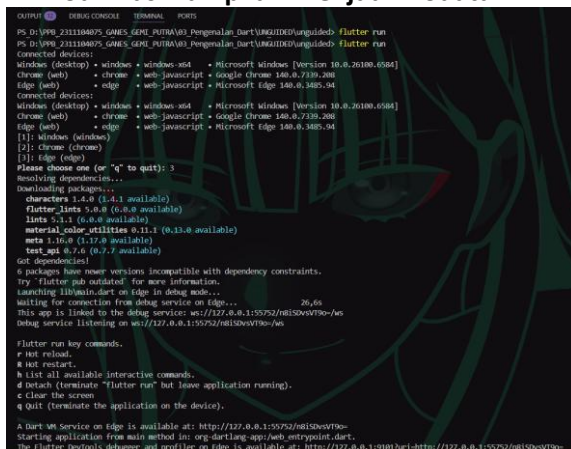 OUTPUT DEBUG CONSOLE TERMINAL PORTS
PS D:\PPB_2311104075_GANES_GEMI_PUTRA\03_Pengenalan_Dart\UNGUIDED\unguided> flutter run
PS D:\PPB_2311104075_GANES_GEMI_PUTRA\03_Pengenalan_Dart\UNGUIDED\unguided> flutter run
Connected devices:
Windows (desktop) • windows • windows-x64 • Microsoft Windows [Version 10.0.26100.6584]
Chrome (web) • chrome • web-javascript • Google Chrome 140.0.7339.208
Edge (web) • edge • web-javascript • Microsoft Edge 140.0.3485.94
Connected devices:
Windows (desktop) • windows • windows-x64 • Microsoft Windows [Version 10.0.26100.6584]
Chrome (web) • chrome • web-javascript • Google Chrome 140.0.7339.208
Edge (web) • edge • web-javascript • Microsoft Edge 140.0.3485.94
[1]: Windows (windows)
[2]: Chrome (chrome)
[3]: Edge (edge)
Please choose one (or "q" to quit): 3
Resolving dependencies...
Downloading packages...
characters 1.4.0 (1.4.1 available)
flutter_lints 5.0.0 (6.0.0 available)
lints 5.1.1 (6.0.0 available)
material_color_utilities 0.11.1 (0.13.0 available)
meta 1.16.0 (1.17.0 available)
test_api 0.7.6 (0.7.7 available)
Got dependencies!
6 packages have newer versions incompatible with dependency constraints.
Try `flutter pub outdated` for more information.
Launching lib\main.dart on Edge in debug mode...
Waiting for connection from debug service on Edge... 26,6s
This app is linked to the debug service: ws://127.0.0.1:55752/n8iSDvsVT9o=/ws
Debug service listening on ws://127.0.0.1:55752/n8iSDvsVT9o=/ws
Flutter run key commands.
r Hot reload.
R Hot restart.
h List all available interactive commands.
d Detach (terminate "flutter run" but leave application running).
c Clear the screen
q Quit (terminate the application on the device).
A Dart VM Service on Edge is available at: http://127.0.0.1:55752/n8iSDvsVT9o=
Starting application from main method in: org-dartlang-app:/web_entrypoint.dart.
The Flutter DevTools debugger and profiler on Edge is available at: http://127.0.0.1:9101?uri=http://127.0.0.1:55752/n8iSDvsVT9o=